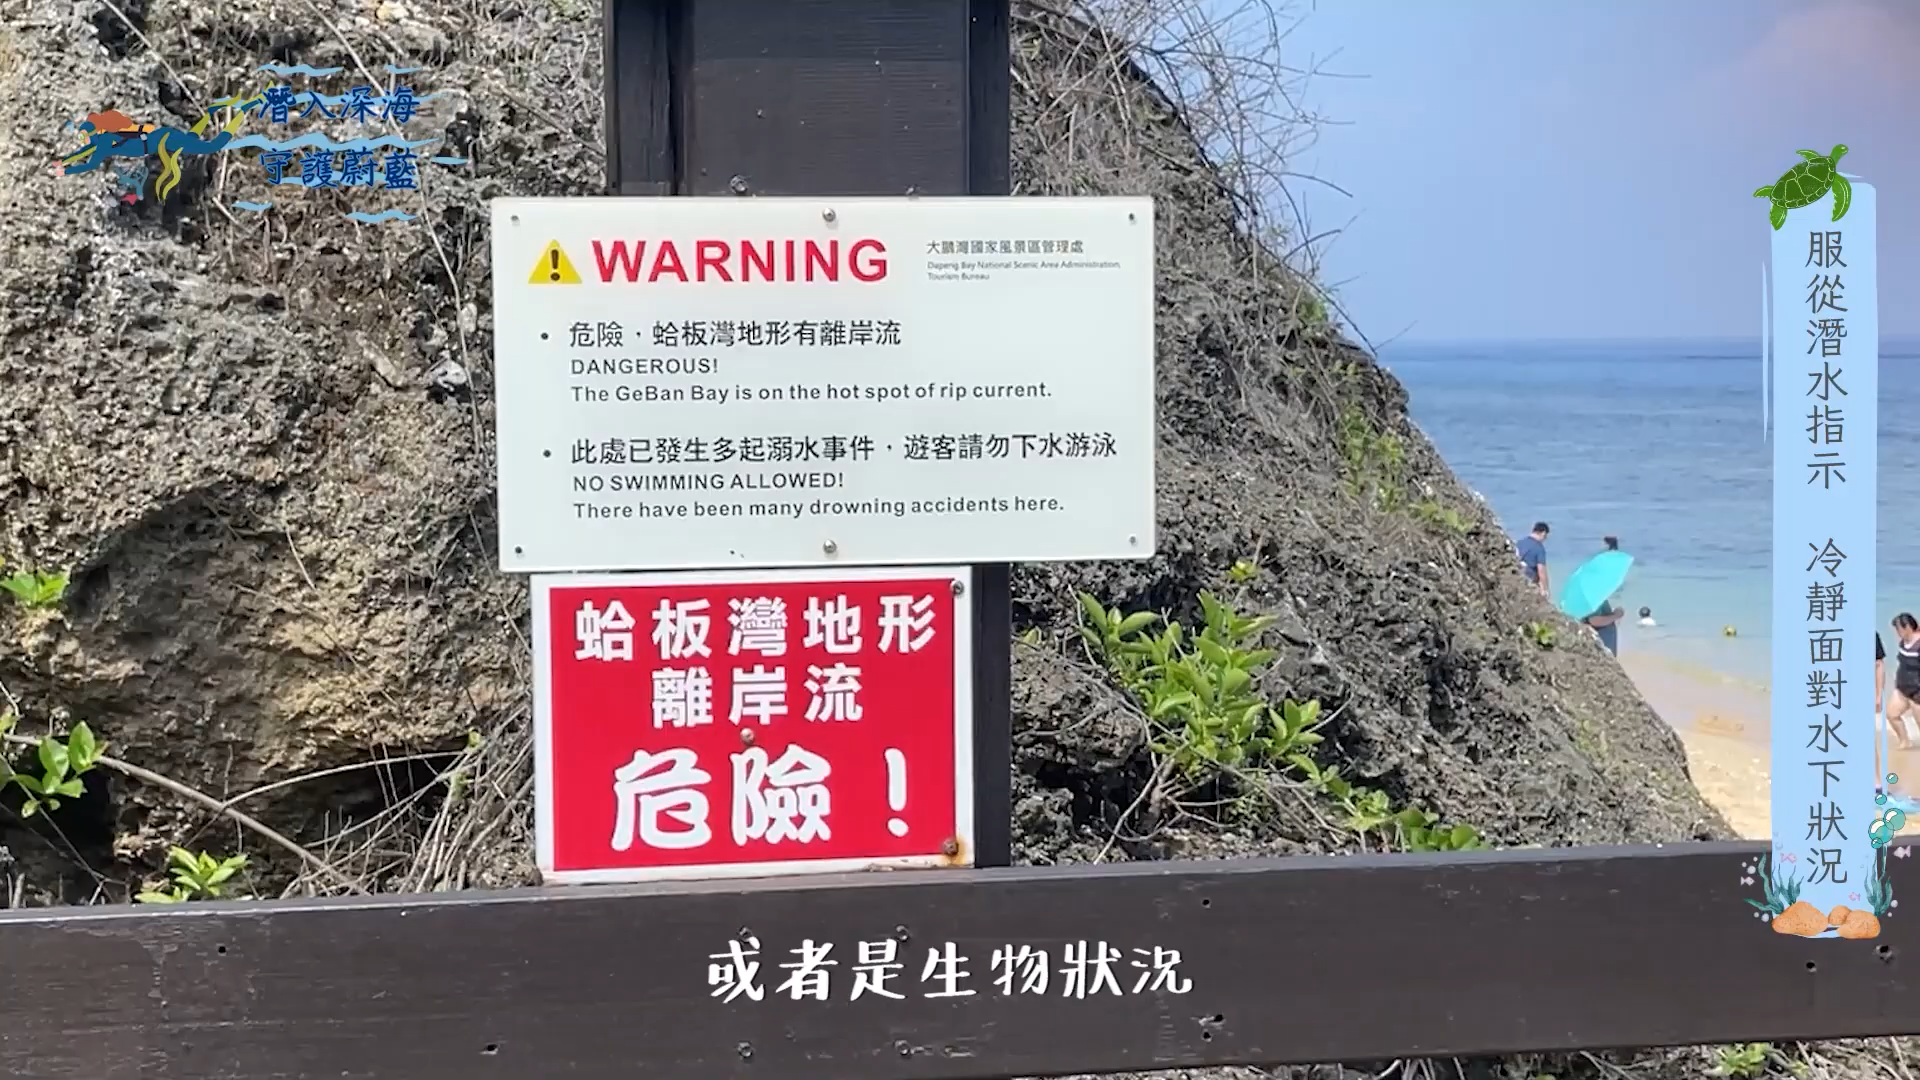 潛入深海
守護蔚藍
WARNING
大鵬灣國家風景區管理處
Dapeng Bay National Scenic Area Administration,
Tourism Bureau
• 危險，蛤板灣地形有離岸流
DANGEROUS!
The GeBan Bay is on the hot spot of rip current.
• 此處已發生多起溺水事件，遊客請勿下水游泳
NO SWIMMING ALLOWED!
There have been many drowning accidents here.
蛤板灣地形
離岸流
危險！
服從潛水指示 冷靜面對水下狀況
或者是生物狀況